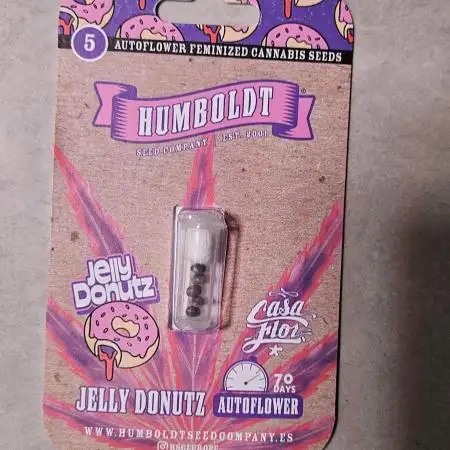 5
AUTOFLOWER FEMINIZED CANNABIS SEEDS
HUMBOLDT
SEED COMPANY EST. 2001
Jelly
Donutz
Casa
Flor
70
DAYS
JELLY DONUTZ AUTOFLOWER
WWW.HUMBOLDTSEEDCOMPANY.ES
HSCEUROPE